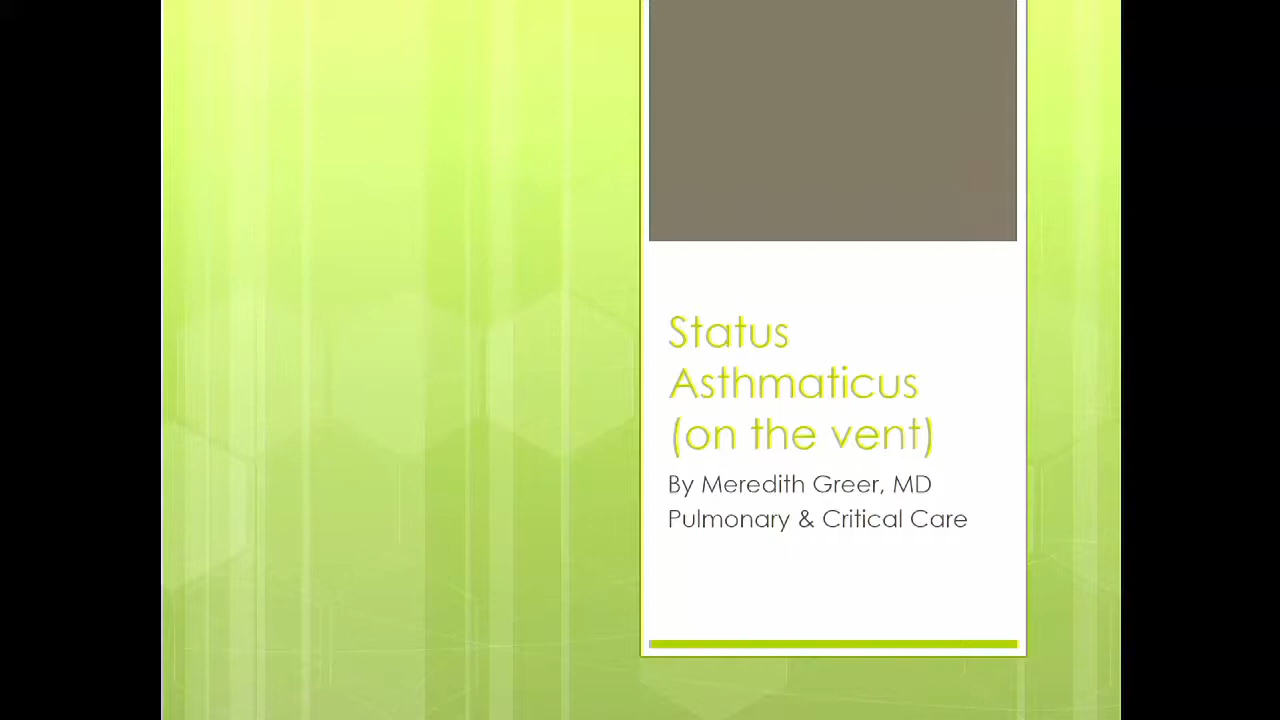 Status
Asthmaticus
(on the vent)
By Meredith Greer, MD
Pulmonary & Critical Care